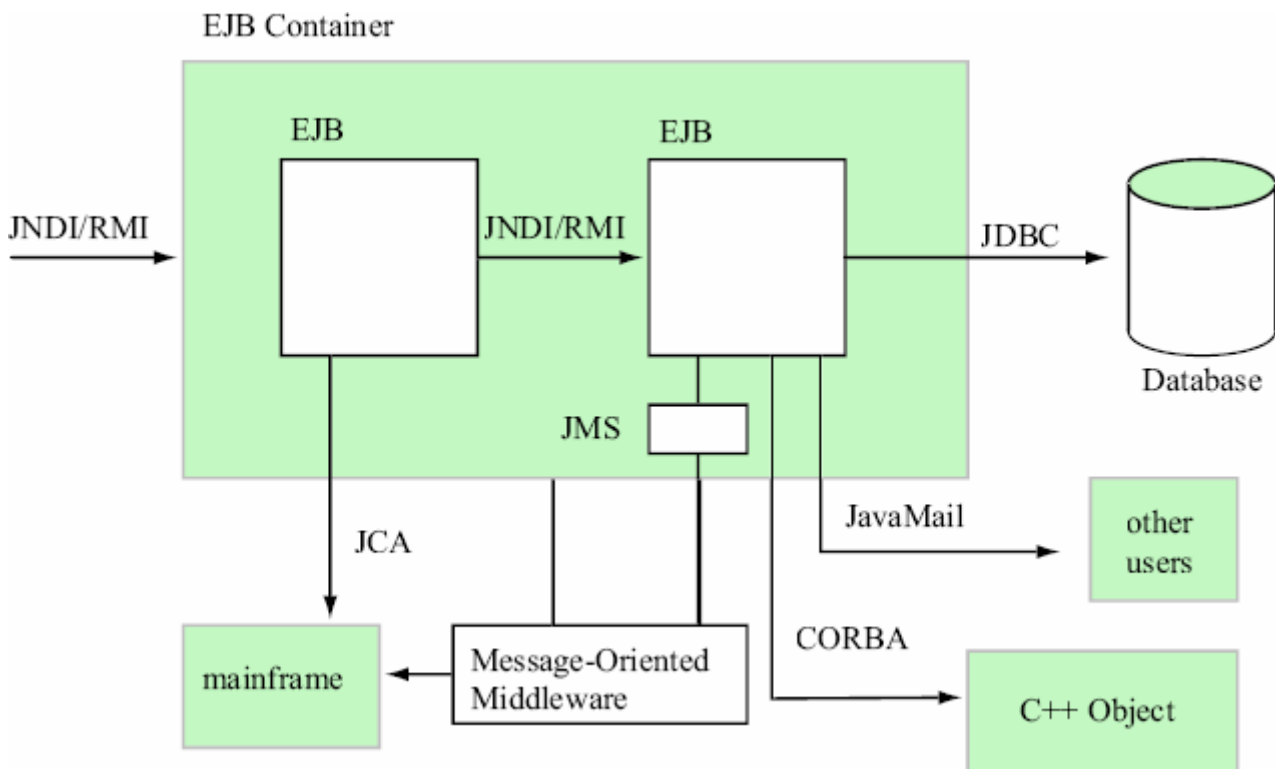 EJB Container
EJB
EJB
JNDI/RMI
JNDI/RMI
JDBC
Database
JMS
JavaMail
other
users
JCA
CORBA
mainframe
Message-Oriented
Middleware
C++ Object